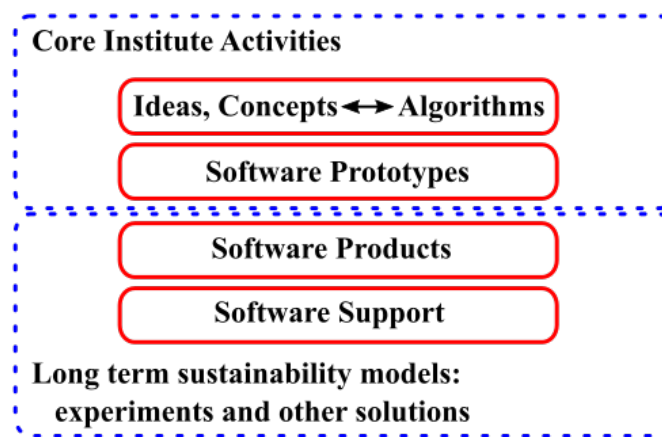 Core Institute Activities
Ideas, Concepts ↔ Algorithms
Software Prototypes
Software Products
Software Support
Long term sustainability models:
experiments and other solutions